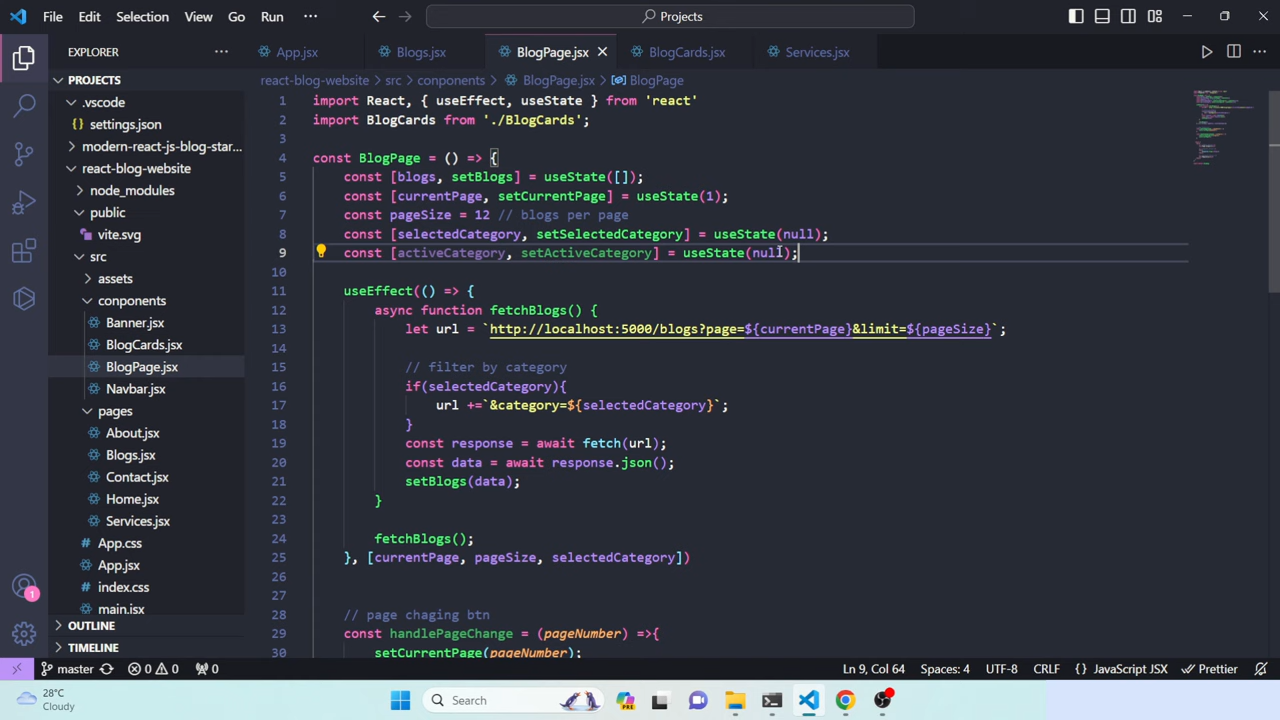 File Edit Selection View Go Run ··· Projects
EXPLORER ···
PROJECTS
.vscode
{} settings.json
modern-react-js-blog-star...
react-blog-website
node_modules
public
vite.svg
src
assets
conponents
Banner.jsx
BlogCards.jsx
BlogPage.jsx
Navbar.jsx
pages
About.jsx
Blogs.jsx
Contact.jsx
Home.jsx
Services.jsx
App.css
App.jsx
# index.css
main.jsx
OUTLINE
TIMELINE
1
App.jsx Blogs.jsx BlogPage.jsx BlogCards.jsx Services.jsx
react-blog-website > src > conponents > BlogPage.jsx > BlogPage
1 import React, { useEffect, useState } from 'react'
2 import BlogCards from './BlogCards';
3
4 const BlogPage = () => {
5 const [blogs, setBlogs] = useState([]);
6 const [currentPage, setCurrentPage] = useState(1);
7 const pageSize = 12 // blogs per page
8 const [selectedCategory, setSelectedCategory] = useState(null);
9 const [activeCategory, setActiveCategory] = useState(null);
10
11 useEffect(() => {
12 async function fetchBlogs() {
13 let url = `http://localhost:5000/blogs?page=${currentPage}&limit=${pageSize}`;
14
15 // filter by category
16 if(selectedCategory){
17 url +=`&category=${selectedCategory}`;
18 }
19 const response = await fetch(url);
20 const data = await response.json();
21 setBlogs(data);
22 }
23
24 fetchBlogs();
25 }, [currentPage, pageSize, selectedCategory])
26
27
28 // page chaging btn
29 const handlePageChange = (pageNumber) =>{
30 setCurrentPage(pageNumber);
master 0 0 0 Ln 9, Col 64 Spaces: 4 UTF-8 CRLF {} JavaScript JSX Prettier
28°C
Cloudy
Search
PRE